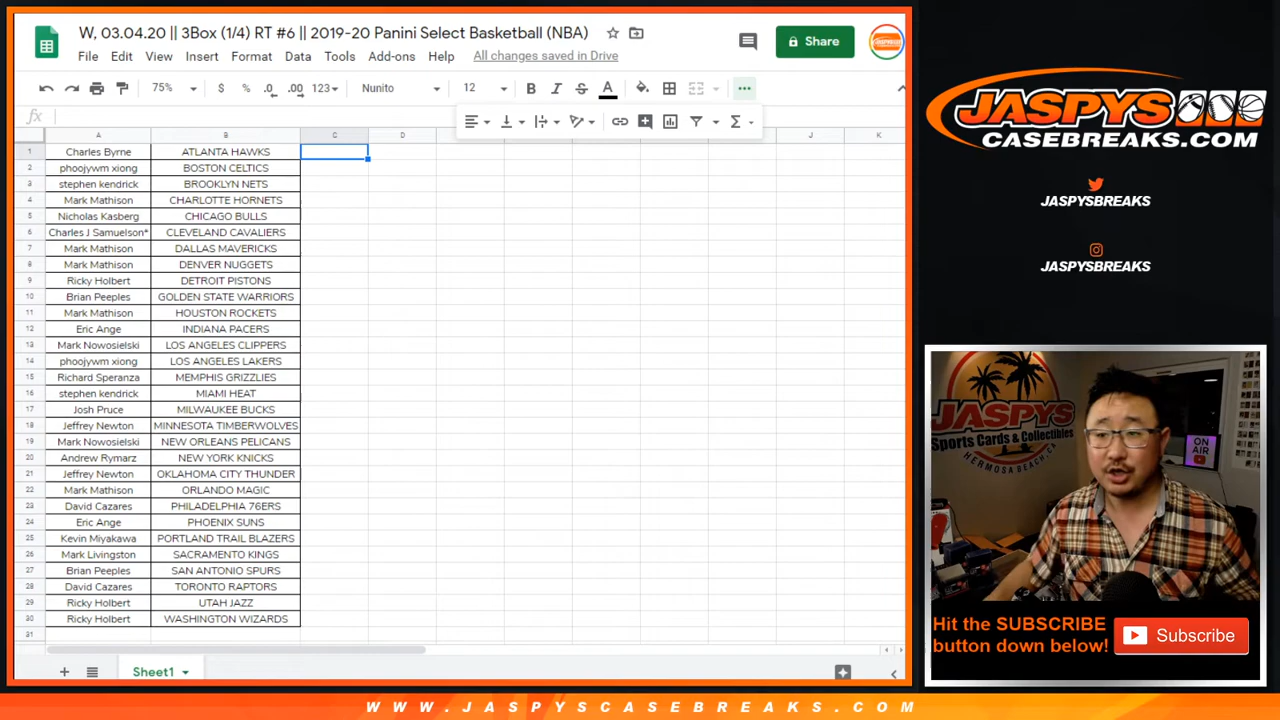 W, 03.04.20 || 3Box (1/4) RT #6 || 2019-20 Panini Select Basketball (NBA)
File Edit View Insert Format Data Tools Add-ons Help All changes saved in Drive
Share
75% $ % .0 .00 123 Nunito 12 B I S A
fx
A B C D J K
1 Charles Byrne ATLANTA HAWKS
2 phoojywm xiong BOSTON CELTICS
3 stephen kendrick BROOKLYN NETS
4 Mark Mathison CHARLOTTE HORNETS
5 Nicholas Kasberg CHICAGO BULLS
6 Charles J Samuelson* CLEVELAND CAVALIERS
7 Mark Mathison DALLAS MAVERICKS
8 Mark Mathison DENVER NUGGETS
9 Ricky Holbert DETROIT PISTONS
10 Brian Peeples GOLDEN STATE WARRIORS
11 Mark Mathison HOUSTON ROCKETS
12 Eric Ange INDIANA PACERS
13 Mark Nowosielski LOS ANGELES CLIPPERS
14 phoojywm xiong LOS ANGELES LAKERS
15 Richard Speranza MEMPHIS GRIZZLIES
16 stephen kendrick MIAMI HEAT
17 Josh Pruce MILWAUKEE BUCKS
18 Jeffrey Newton MINNESOTA TIMBERWOLVES
19 Mark Nowosielski NEW ORLEANS PELICANS
20 Andrew Rymarz NEW YORK KNICKS
21 Jeffrey Newton OKLAHOMA CITY THUNDER
22 Mark Mathison ORLANDO MAGIC
23 David Cazares PHILADELPHIA 76ERS
24 Eric Ange PHOENIX SUNS
25 Kevin Miyakawa PORTLAND TRAIL BLAZERS
26 Mark Livingston SACRAMENTO KINGS
27 Brian Peeples SAN ANTONIO SPURS
28 David Cazares TORONTO RAPTORS
29 Ricky Holbert UTAH JAZZ
30 Ricky Holbert WASHINGTON WIZARDS
31
Sheet1
JASPYS
CASEBREAKS.COM
JASPYSBREAKS
JASPYSBREAKS
JASPYS
Sports Cards & Collectibles
HERMOSA BEACH, CA
ON
AIR
Hit the SUBSCRIBE
button down below!
Subscribe
WWW.JASPYSCASEBREAKS.COM